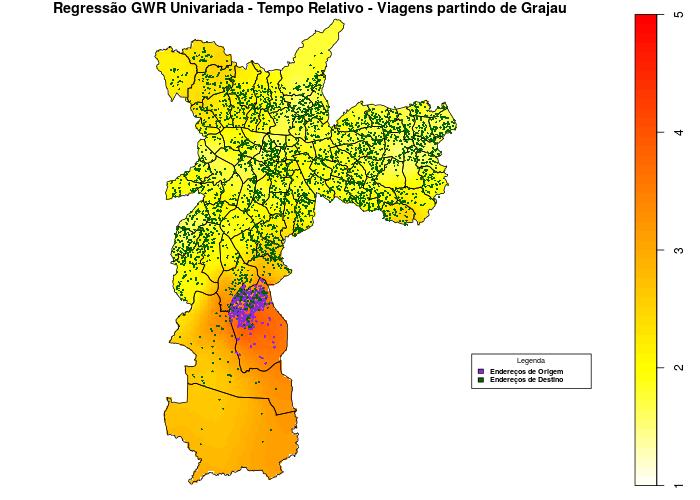 Regressão GWR Univariada - Tempo Relativo - Viagens partindo de Grajau
5
4
3
2
1
Legenda
Endereços de Origem
Endereços de Destino